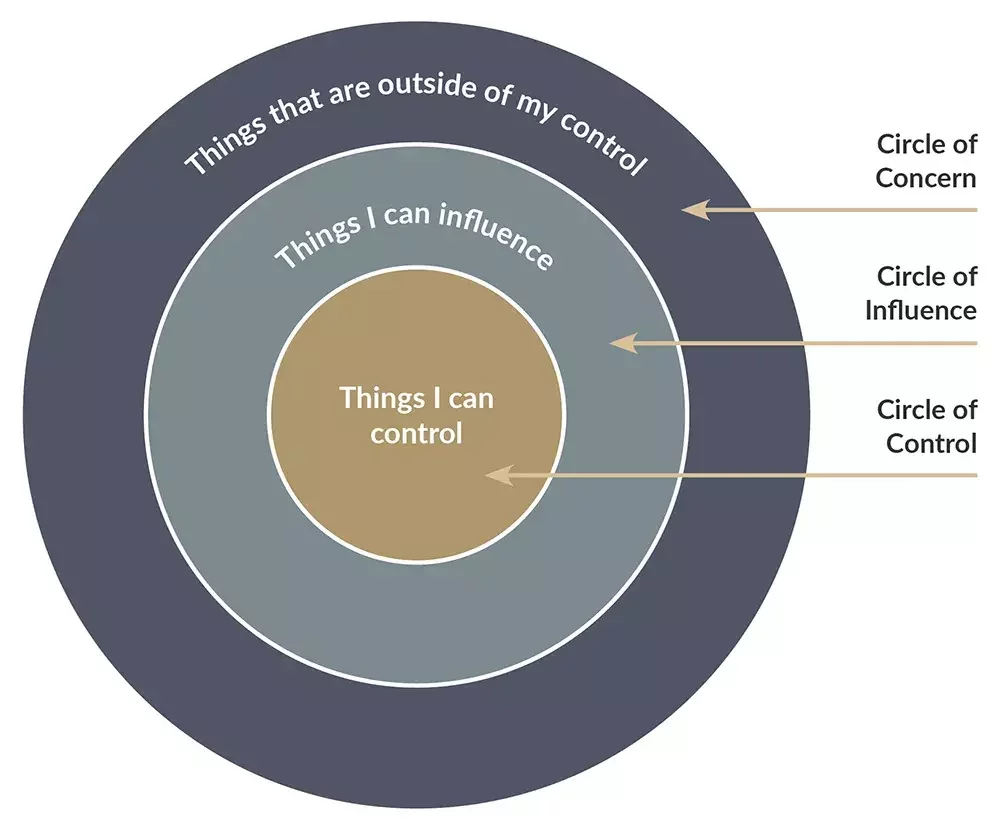 Things that are outside of my control
Things I can influence
Things I can
control
Circle of
Concern
Circle of
Influence
Circle of
Control